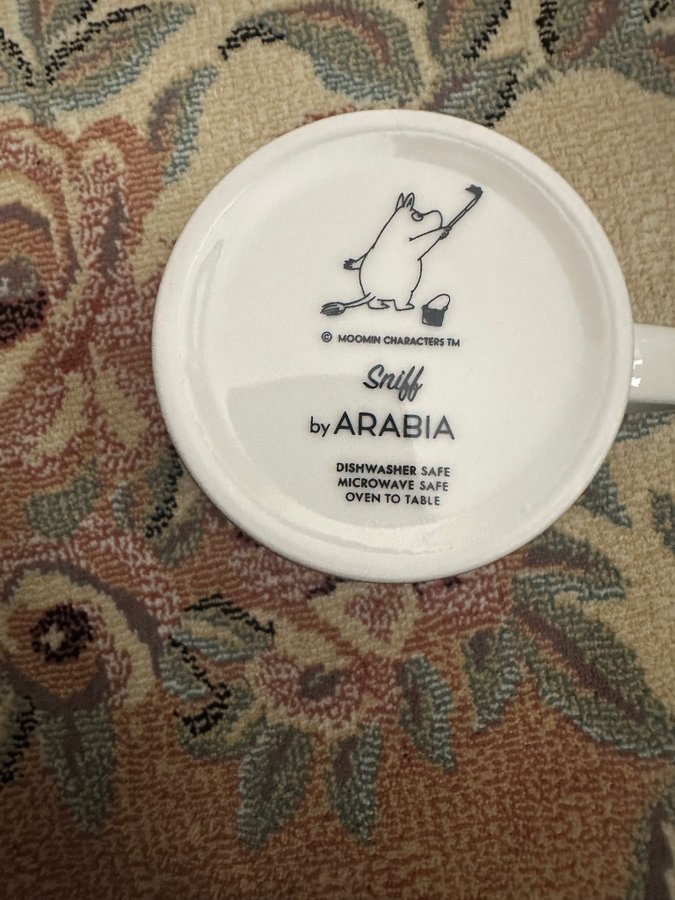 © MOOMIN CHARACTERS TM
Sniff
by ARABIA
DISHWASHER SAFE
MICROWAVE SAFE
OVEN TO TABLE